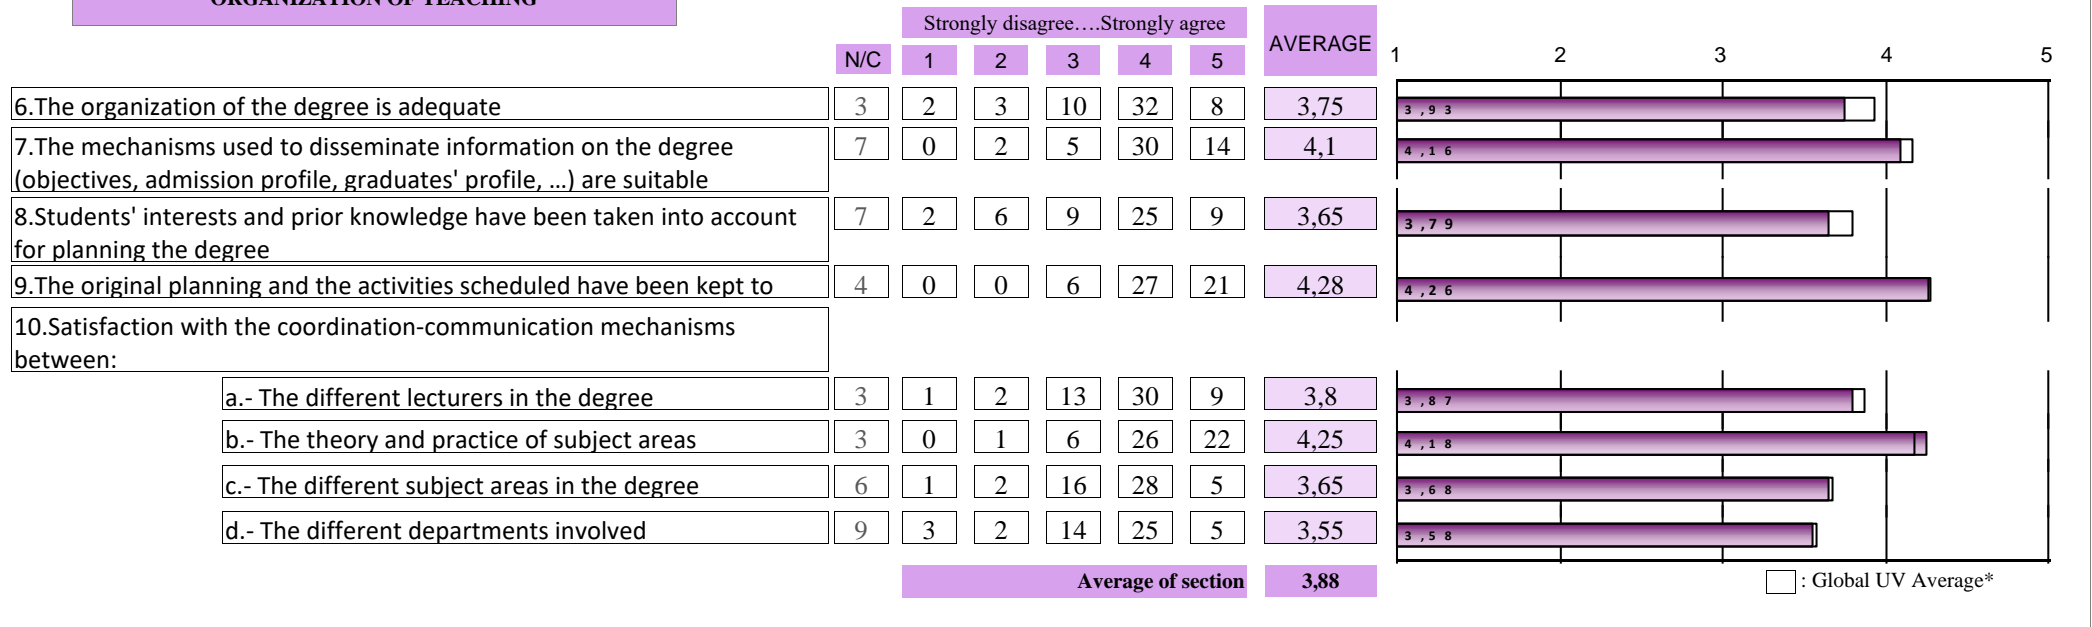 ORGANIZATION OF TEACHING
Strongly disagree....Strongly agree
AVERAGE
N/C 1 2 3 4 5
1 2 3 4 5
6.The organization of the degree is adequate 3 2 3 10 32 8 3,75 3,93
7.The mechanisms used to disseminate information on the degree
(objectives, admission profile, graduates' profile, ...) are suitable 7 0 2 5 30 14 4,1 4,16
8.Students' interests and prior knowledge have been taken into account
for planning the degree 7 2 6 9 25 9 3,65 3,79
9.The original planning and the activities scheduled have been kept to 4 0 0 6 27 21 4,28 4,26
10.Satisfaction with the coordination-communication mechanisms
between:
a.- The different lecturers in the degree 3 1 2 13 30 9 3,8 3,87
b.- The theory and practice of subject areas 3 0 1 6 26 22 4,25 4,18
c.- The different subject areas in the degree 6 1 2 16 28 5 3,65 3,68
d.- The different departments involved 9 3 2 14 25 5 3,55 3,58
Average of section 3,88
: Global UV Average*